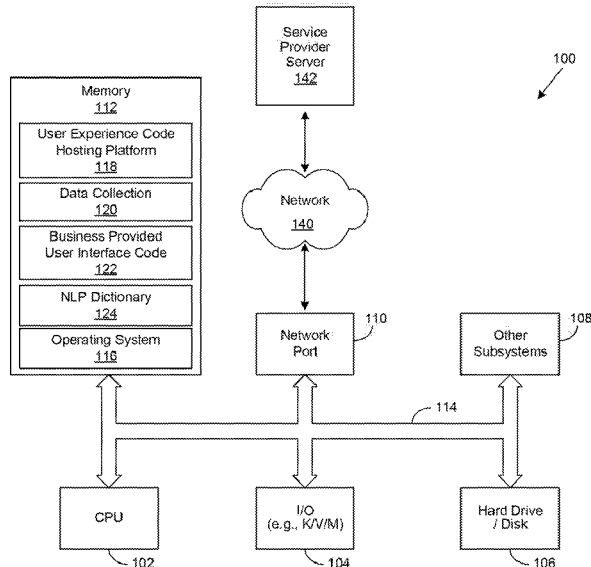 Service
Provider
Server
142
100
Memory
112
User Experience Code
Hosting Platform
118
Data Collection
120
Business Provided
User Interface Code
122
NLP Dictionary
124
Operating System
116
Network
140
Network
Port
110
Other
Subsystems
108
114
CPU
102
I/O
(e.g., K/V/M)
104
Hard Drive
/ Disk
106